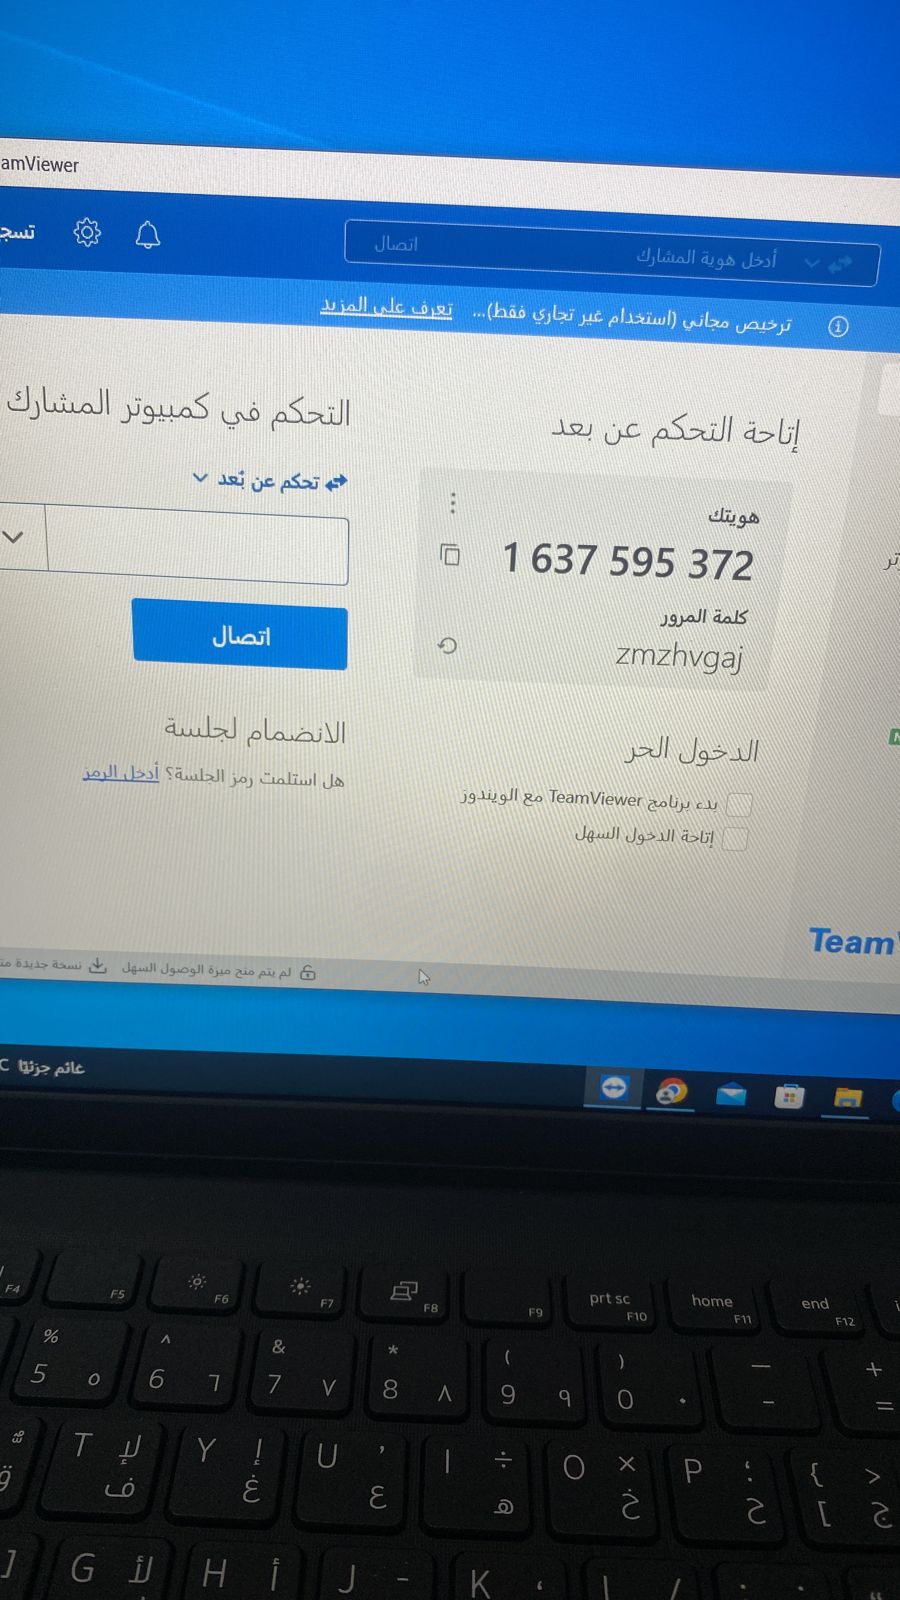 TeamViewer
أدخل هوية المشارك
اتصال
ترخيص مجاني (استخدام غير تجاري فقط)... تعرف على المزيد
إتاحة التحكم عن بعد
هويتك
1 637 595 372
كلمة المرور
zmzhvgaj
الدخول الحر
بدء برنامج TeamViewer مع الويندوز
إتاحة الدخول السهل
التحكم في كمبيوتر المشارك
تحكم عن بُعد
اتصال
الانضمام لجلسة
هل استلمت رمز الجلسة؟ أدخل الرمز
Team
لم يتم منح ميزة الوصول السهل
نسخة جديدة
غائم جزئيًا C
F4 F5 F6 F7 F8 F9 prt sc F10 home F11 end F12
% ^ & * ( ) — +
5 ٥ 6 ٦ 7 ٧ 8 ٨ 9 ٩ 0 ٠ - =
T لإ ف Y إ غ U ‘ ع I ÷ ه O × خ P ؛ ح { [ > ج
G لأ H أ J K ، L /